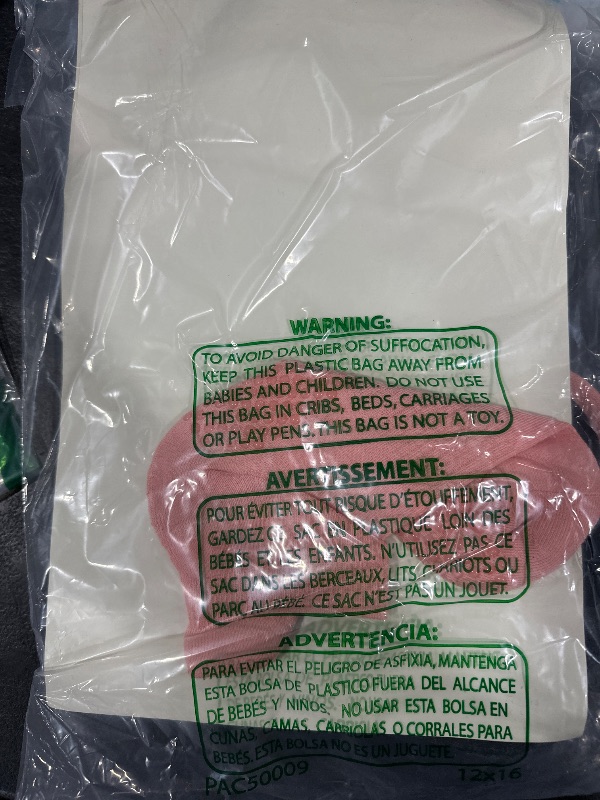 WARNING:
TO AVOID DANGER OF SUFFOCATION,
KEEP THIS PLASTIC BAG AWAY FROM
BABIES AND CHILDREN. DO NOT USE
THIS BAG IN CRIBS, BEDS, CARRIAGES
OR PLAY PENS. THIS BAG IS NOT A TOY.
AVERTISSEMENT:
POUR ÉVITER TOUT RISQUE D'ÉTOUFFEMENT,
GARDEZ CE SAC EN PLASTIQUE LOIN DES
BÉBÉS ET LES ENFANTS. N'UTILISEZ PAS CE
SAC DANS LES BERCEAUX, LITS, CHARIOTS OU
PARC AU BÉBÉ. CE SAC N'EST PAS UN JOUET.
ADVERTENCIA:
PARA EVITAR EL PELIGRO DE ASFIXIA, MANTENGA
ESTA BOLSA DE PLASTICO FUERA DEL ALCANCE
DE BEBÉS Y NIÑOS. NO USAR ESTA BOLSA EN
CUNAS, CAMAS, CARRIOLAS O CORRALES PARA
BEBÉS. ESTA BOLSA NO ES UN JUGUETE.
PAC50009 12x16